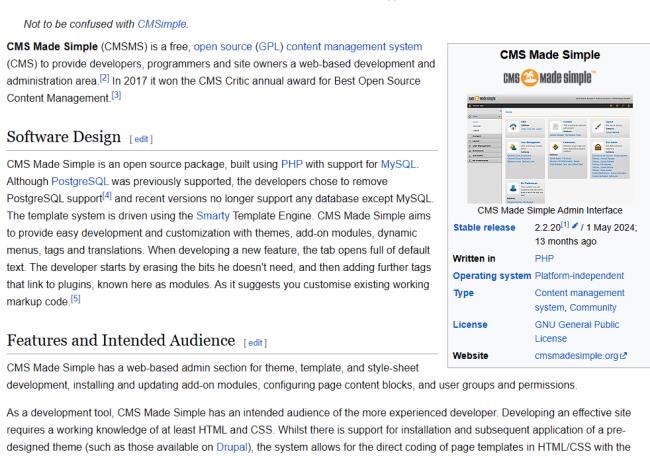 Not to be confused with CMSimple.
CMS Made Simple (CMSMS) is a free, open source (GPL) content management system
(CMS) to provide developers, programmers and site owners a web-based development and
administration area.[2] In 2017 it won the CMS Critic annual award for Best Open Source
Content Management.[3]
Software Design [ edit ]
CMS Made Simple is an open source package, built using PHP with support for MySQL.
Although PostgreSQL was previously supported, the developers chose to remove
PostgreSQL support[4] and recent versions no longer support any database except MySQL.
The template system is driven using the Smarty Template Engine. CMS Made Simple aims
to provide easy development and customization with themes, add-on modules, dynamic
menus, tags and translations. When developing a new feature, the tab opens full of default
text. The developer starts by erasing the bits he doesn't need, and then adding further tags
that link to plugins, known here as modules. As it suggests you customise existing working
markup code.[5]
CMS Made Simple
CMS made simple™
CMS Made Simple Admin Interface
Stable release 2.2.20[1] / 1 May 2024;
13 months ago
Written in PHP
Operating system Platform-independent
Type Content management
system, Community
License GNU General Public
License
Website cmsmadesimple.org
Features and Intended Audience [ edit ]
CMS Made Simple has a web-based admin section for theme, template, and style-sheet
development, installing and updating add-on modules, configuring page content blocks, and user groups and permissions.
As a development tool, CMS Made Simple has an intended audience of the more experienced developer. Developing an effective site
requires a working knowledge of at least HTML and CSS. Whilst there is support for installation and subsequent application of a pre-
designed theme (such as those available on Drupal), the system allows for the direct coding of page templates in HTML/CSS with the